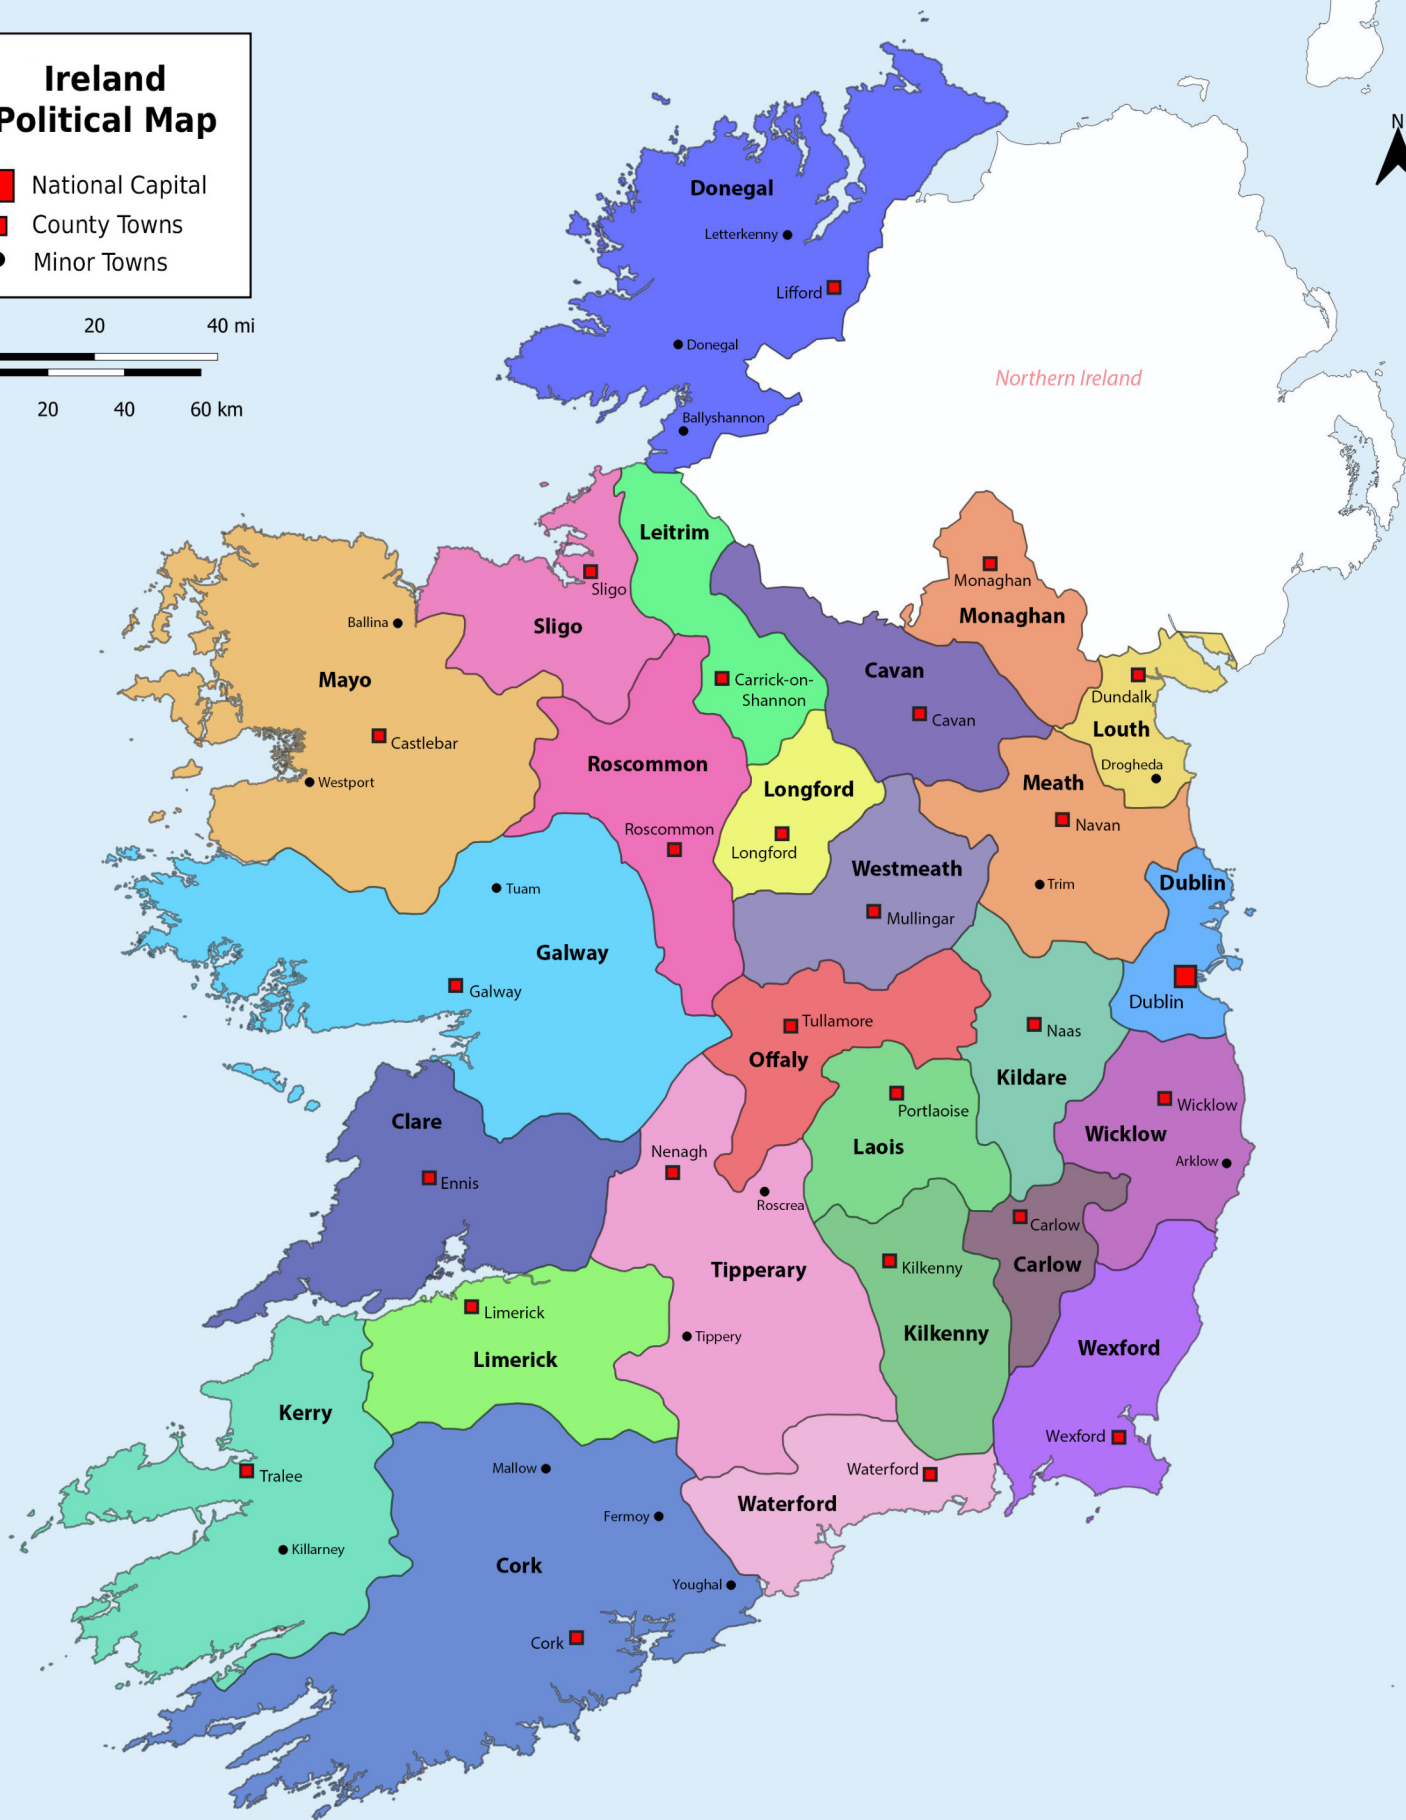 Ireland
Political Map
National Capital
County Towns
Minor Towns
20 40 mi
20 40 60 km
N
Donegal
Letterkenny
Lifford
Donegal
Ballyshannon
Northern Ireland
Leitrim
Monaghan
Monaghan
Sligo
Sligo
Ballina
Mayo
Cavan
Cavan
Carrick-on-
Shannon
Dundalk
Louth
Drogheda
Castlebar
Westport
Roscommon
Roscommon
Longford
Longford
Meath
Navan
Trim
Westmeath
Mullingar
Dublin
Dublin
Tuam
Galway
Galway
Tullamore
Offaly
Naas
Kildare
Portlaoise
Laois
Wicklow
Wicklow
Arklow
Clare
Ennis
Nenagh
Roscrea
Tipperary
Tippery
Carlow
Carlow
Kilkenny
Kilkenny
Limerick
Limerick
Wexford
Wexford
Kerry
Tralee
Killarney
Waterford
Waterford
Mallow
Fermoy
Cork
Youghal
Cork